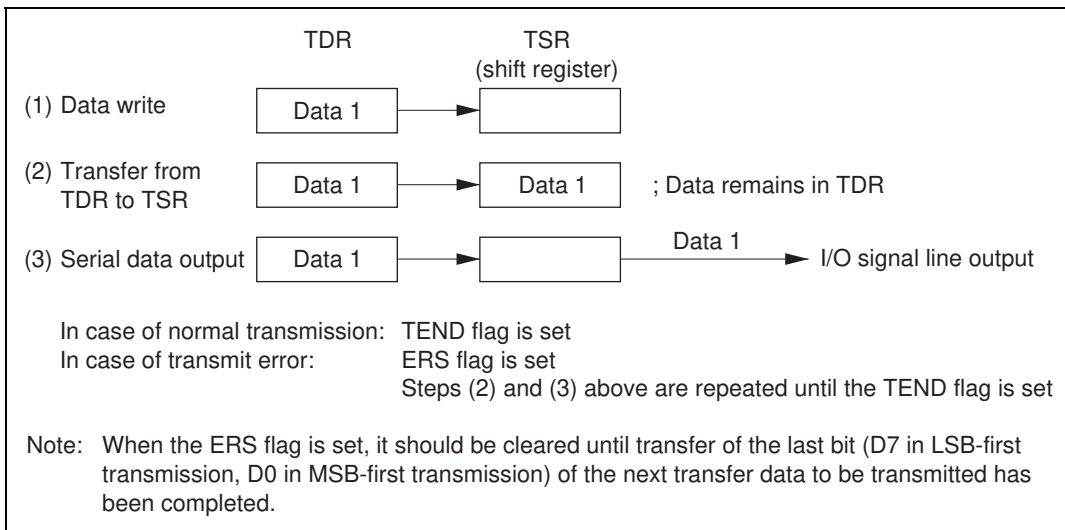 TDR TSR
(shift register)
(1) Data write Data 1
(2) Transfer from
TDR to TSR Data 1 Data 1 ; Data remains in TDR
(3) Serial data output Data 1 Data 1 I/O signal line output
In case of normal transmission: TEND flag is set
In case of transmit error: ERS flag is set
Steps (2) and (3) above are repeated until the TEND flag is set
Note: When the ERS flag is set, it should be cleared until transfer of the last bit (D7 in LSB-first
transmission, D0 in MSB-first transmission) of the next transfer data to be transmitted has
been completed.